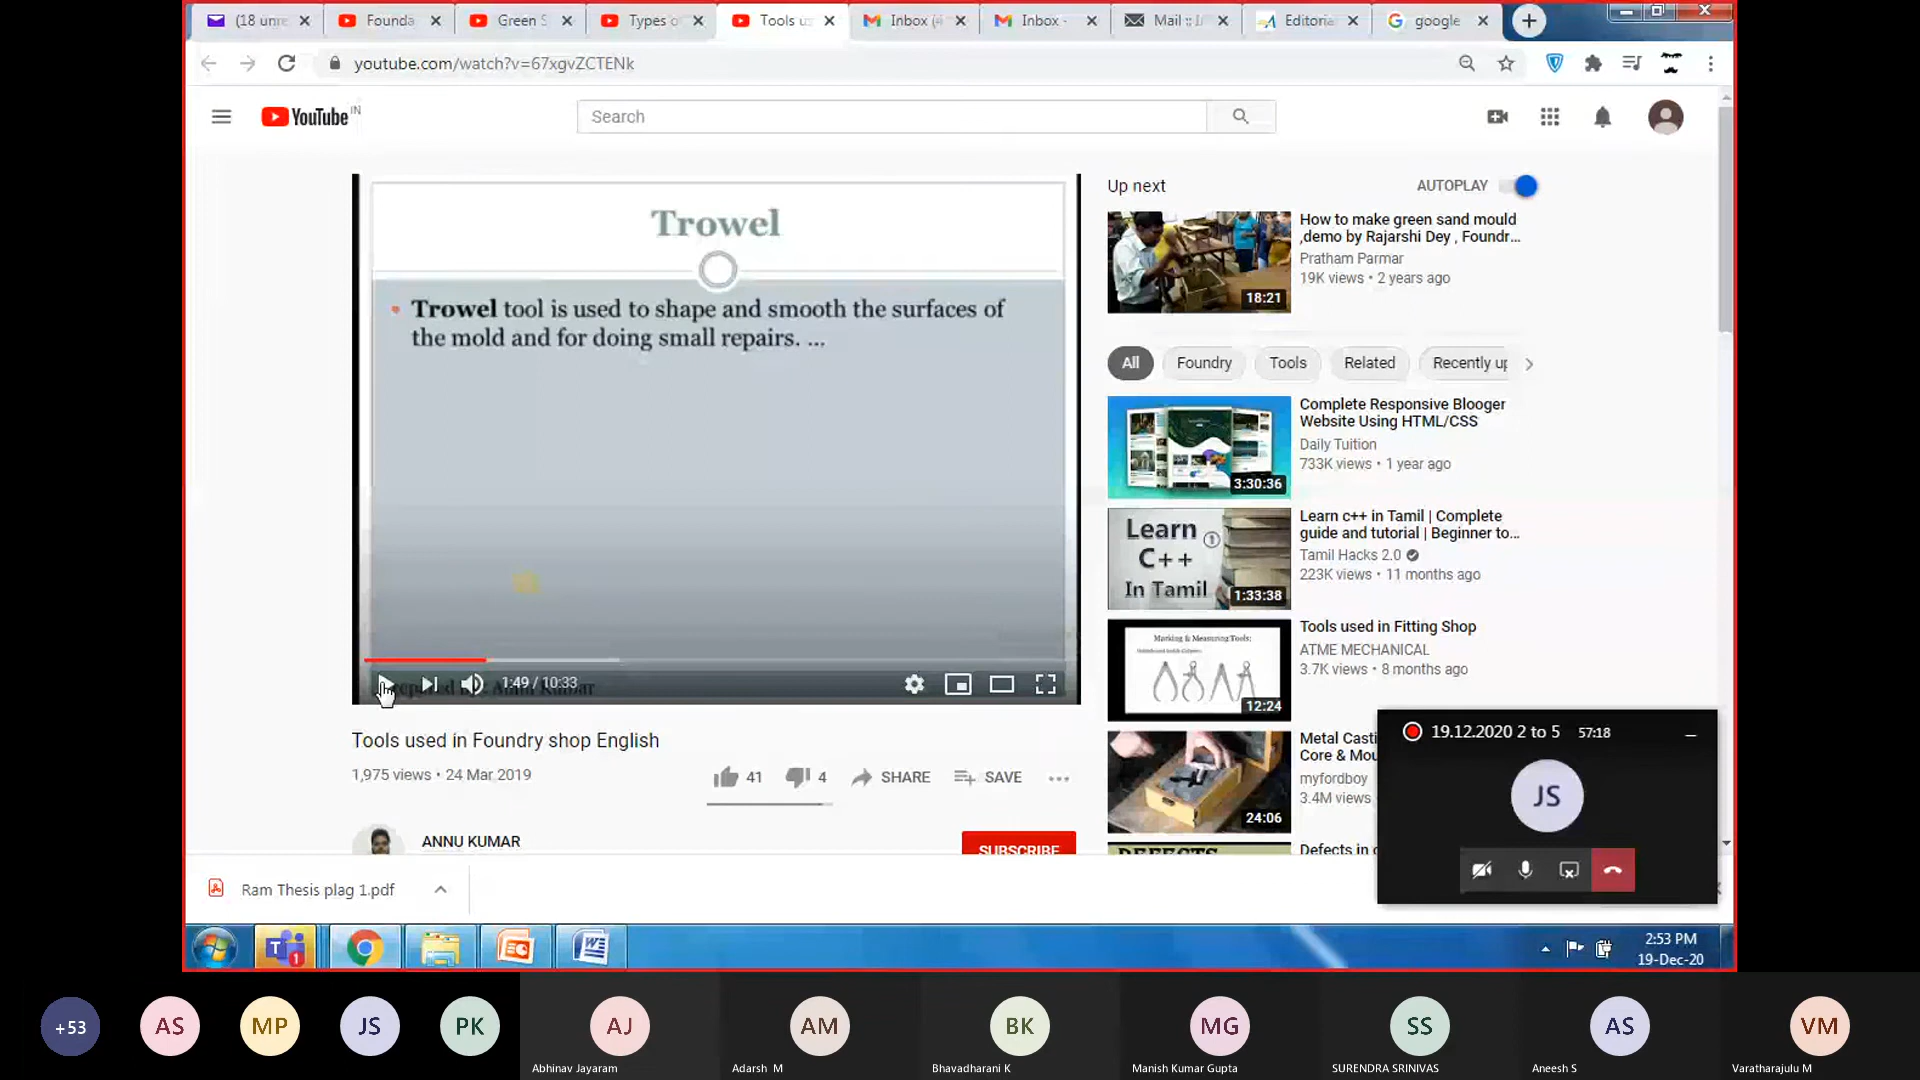 (18 unre
Founda
Green S
Types o
Tools us
Inbox (4
Inbox -
Mail :: I
Editoria
google
youtube.com/watch?v=67xgvZCTENk
YouTube IN
Search
Trowel
• Trowel tool is used to shape and smooth the surfaces of
the mold and for doing small repairs. ...
1:49 / 10:33
Annu Kumar
Tools used in Foundry shop English
1,975 views • 24 Mar 2019
41
4
SHARE
SAVE
ANNU KUMAR
SUBSCRIBE
Up next
AUTOPLAY
18:21
How to make green sand mould
,demo by Rajarshi Dey , Foundr...
Pratham Parmar
19K views • 2 years ago
All
Foundry
Tools
Related
Recently up
3:30:36
Complete Responsive Blooger
Website Using HTML/CSS
Daily Tuition
733K views • 1 year ago
Learn 1
C++
In Tamil
1:33:38
Learn c++ in Tamil | Complete
guide and tutorial | Beginner to...
Tamil Hacks 2.0
223K views • 11 months ago
Marking & Measuring Tools:
12:24
Tools used in Fitting Shop
ATME MECHANICAL
3.7K views • 8 months ago
24:06
Metal Casti
Core & Mou
myfordboy
3.4M views
DEFECTS
Defects in c
19.12.2020 2 to 5 57:18
JS
Ram Thesis plag 1.pdf
1
2:53 PM
19-Dec-20
+53
AS
MP
JS
PK
AJ
Abhinav Jayaram
AM
Adarsh M
BK
Bhavadharani K
MG
Manish Kumar Gupta
SS
SURENDRA SRINIVAS
AS
Aneesh S
VM
Varatharajulu M